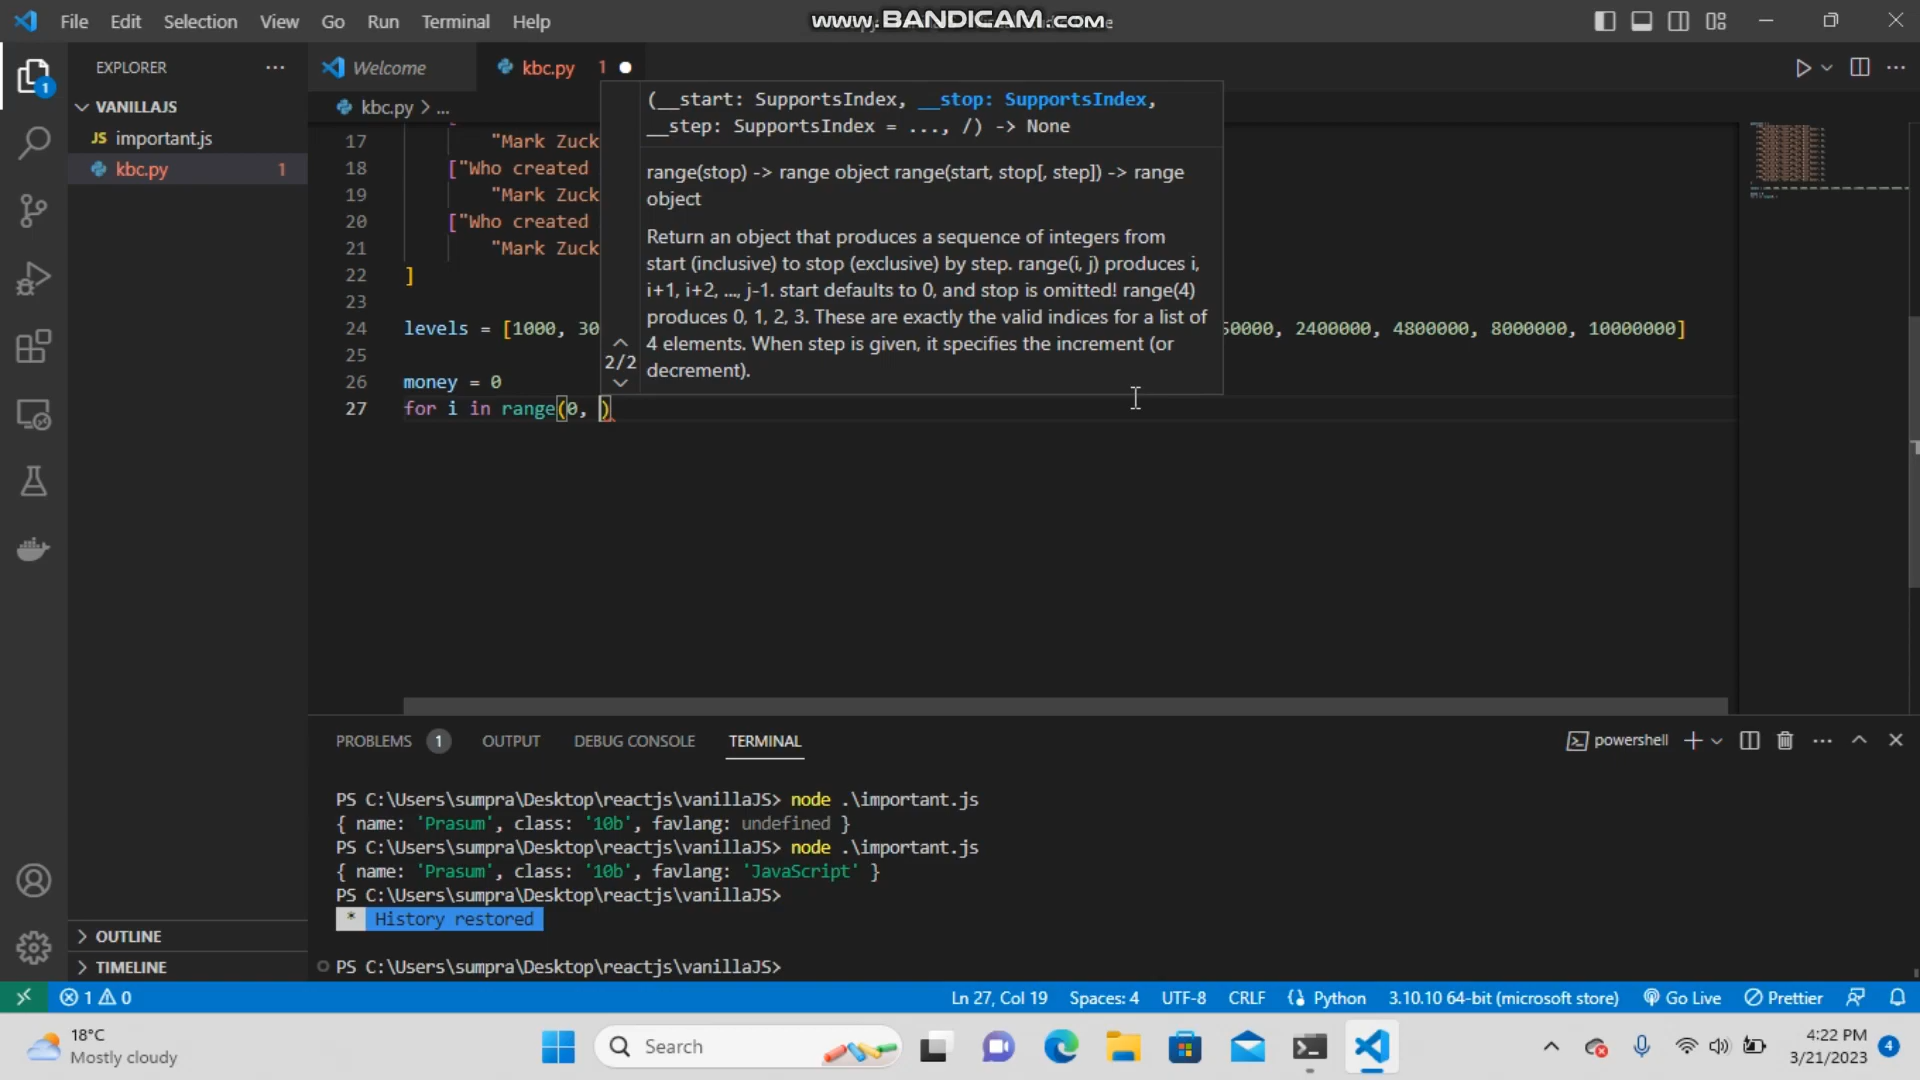 File Edit Selection View Go Run Terminal Help
www.BANDICAM.com
EXPLORER
Welcome
kbc.py 1
VANILLAJS
JS important.js
kbc.py 1
kbc.py > ...
17 "Mark Zuck
18 ["Who created
19 "Mark Zuck
20 ["Who created
21 "Mark Zuck
22 ]
23
24 levels = [1000, 30
50000, 2400000, 4800000, 8000000, 10000000]
25
26 money = 0
27 for i in range(0, )
(__start: SupportsIndex, __stop: SupportsIndex,
__step: SupportsIndex = ..., /) -> None
range(stop) -> range object range(start, stop[, step]) -> range
object
Return an object that produces a sequence of integers from
start (inclusive) to stop (exclusive) by step. range(i, j) produces i,
i+1, i+2, ..., j-1. start defaults to 0, and stop is omitted! range(4)
produces 0, 1, 2, 3. These are exactly the valid indices for a list of
4 elements. When step is given, it specifies the increment (or
decrement).
2/2
PROBLEMS 1 OUTPUT DEBUG CONSOLE TERMINAL
powershell
PS C:\Users\sumpra\Desktop\reactjs\vanillaJS> node .\important.js
{ name: 'Prasum', class: '10b', favlang: undefined }
PS C:\Users\sumpra\Desktop\reactjs\vanillaJS> node .\important.js
{ name: 'Prasum', class: '10b', favlang: 'JavaScript' }
PS C:\Users\sumpra\Desktop\reactjs\vanillaJS>
* History restored
PS C:\Users\sumpra\Desktop\reactjs\vanillaJS>
OUTLINE
TIMELINE
1 0
Ln 27, Col 19 Spaces: 4 UTF-8 CRLF Python 3.10.10 64-bit (microsoft store) Go Live Prettier
18°C
Mostly cloudy
Search
4:22 PM
3/21/2023
4